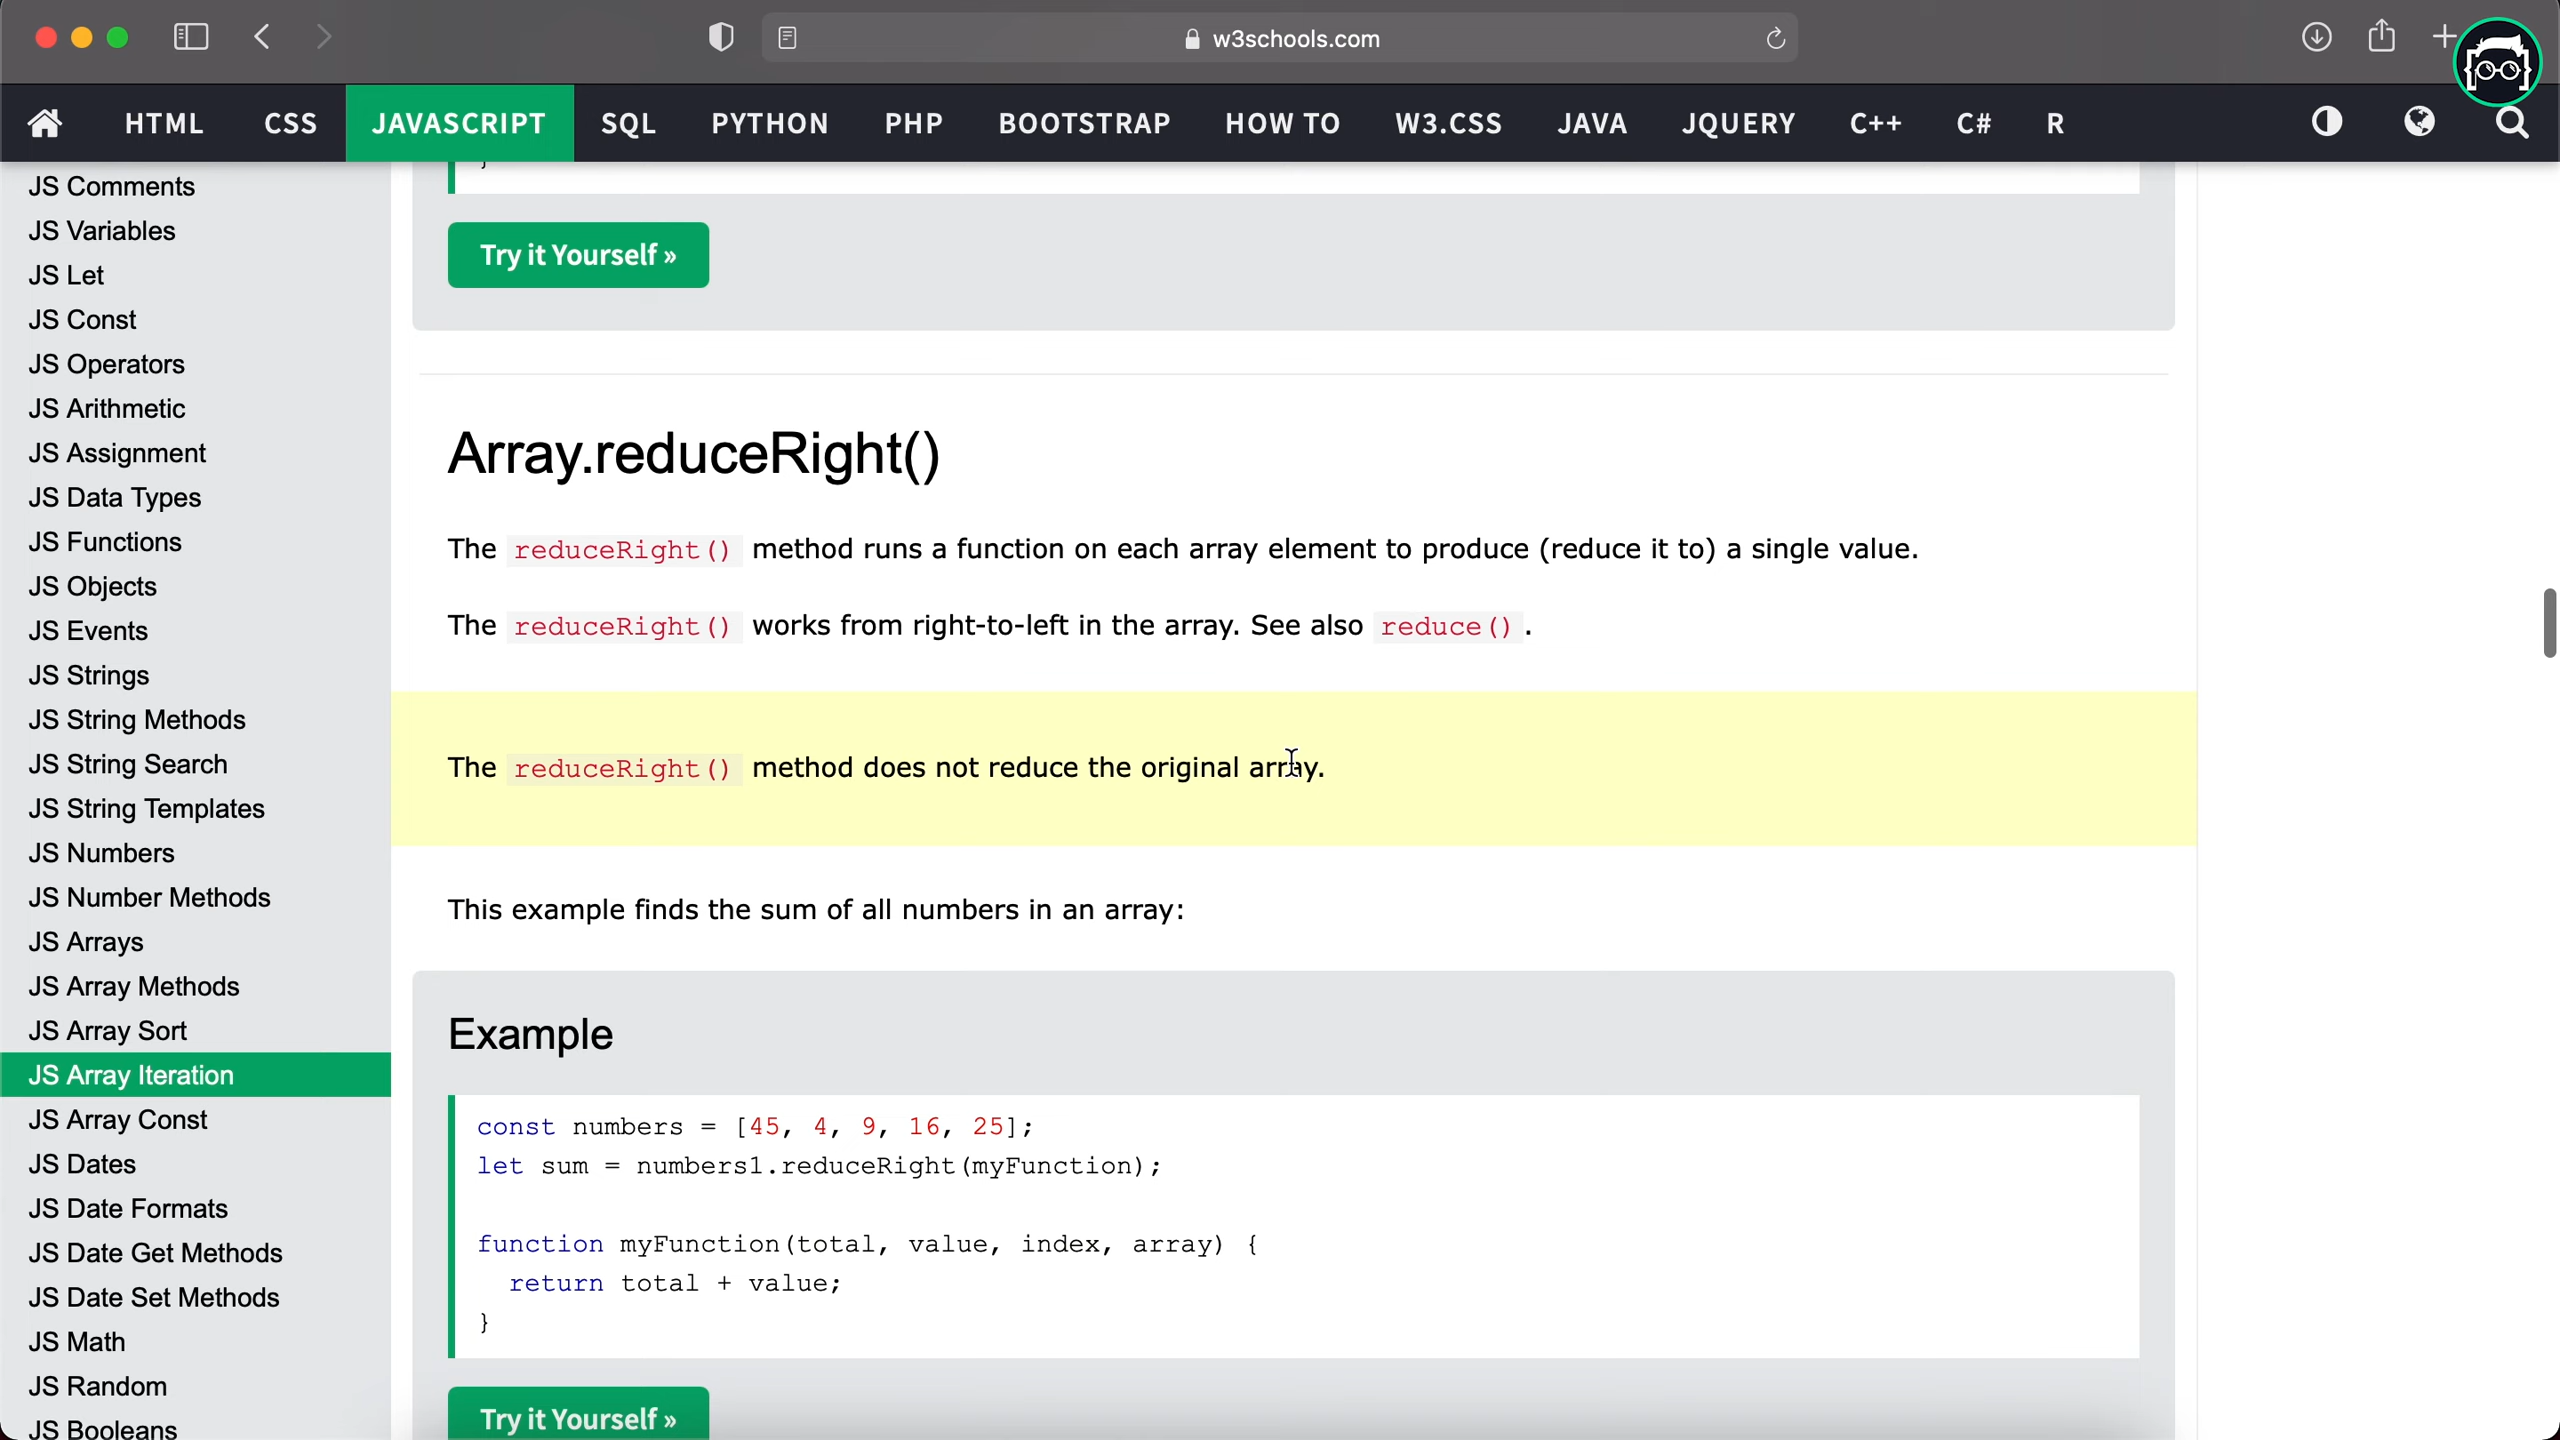 w3schools.com
HTML CSS JAVASCRIPT SQL PYTHON PHP BOOTSTRAP HOW TO W3.CSS JAVA JQUERY C++ C# R
JS Comments
JS Variables
JS Let
JS Const
JS Operators
JS Arithmetic
JS Assignment
JS Data Types
JS Functions
JS Objects
JS Events
JS Strings
JS String Methods
JS String Search
JS String Templates
JS Numbers
JS Number Methods
JS Arrays
JS Array Methods
JS Array Sort
JS Array Iteration
JS Array Const
JS Dates
JS Date Formats
JS Date Get Methods
JS Date Set Methods
JS Math
JS Random
JS Booleans
}
Try it Yourself »
Array.reduceRight()
The reduceRight() method runs a function on each array element to produce (reduce it to) a single value.
The reduceRight() works from right-to-left in the array. See also reduce().
The reduceRight() method does not reduce the original array.
This example finds the sum of all numbers in an array:
Example
const numbers = [45, 4, 9, 16, 25];
let sum = numbers1.reduceRight(myFunction);
function myFunction(total, value, index, array) {
return total + value;
}
Try it Yourself »